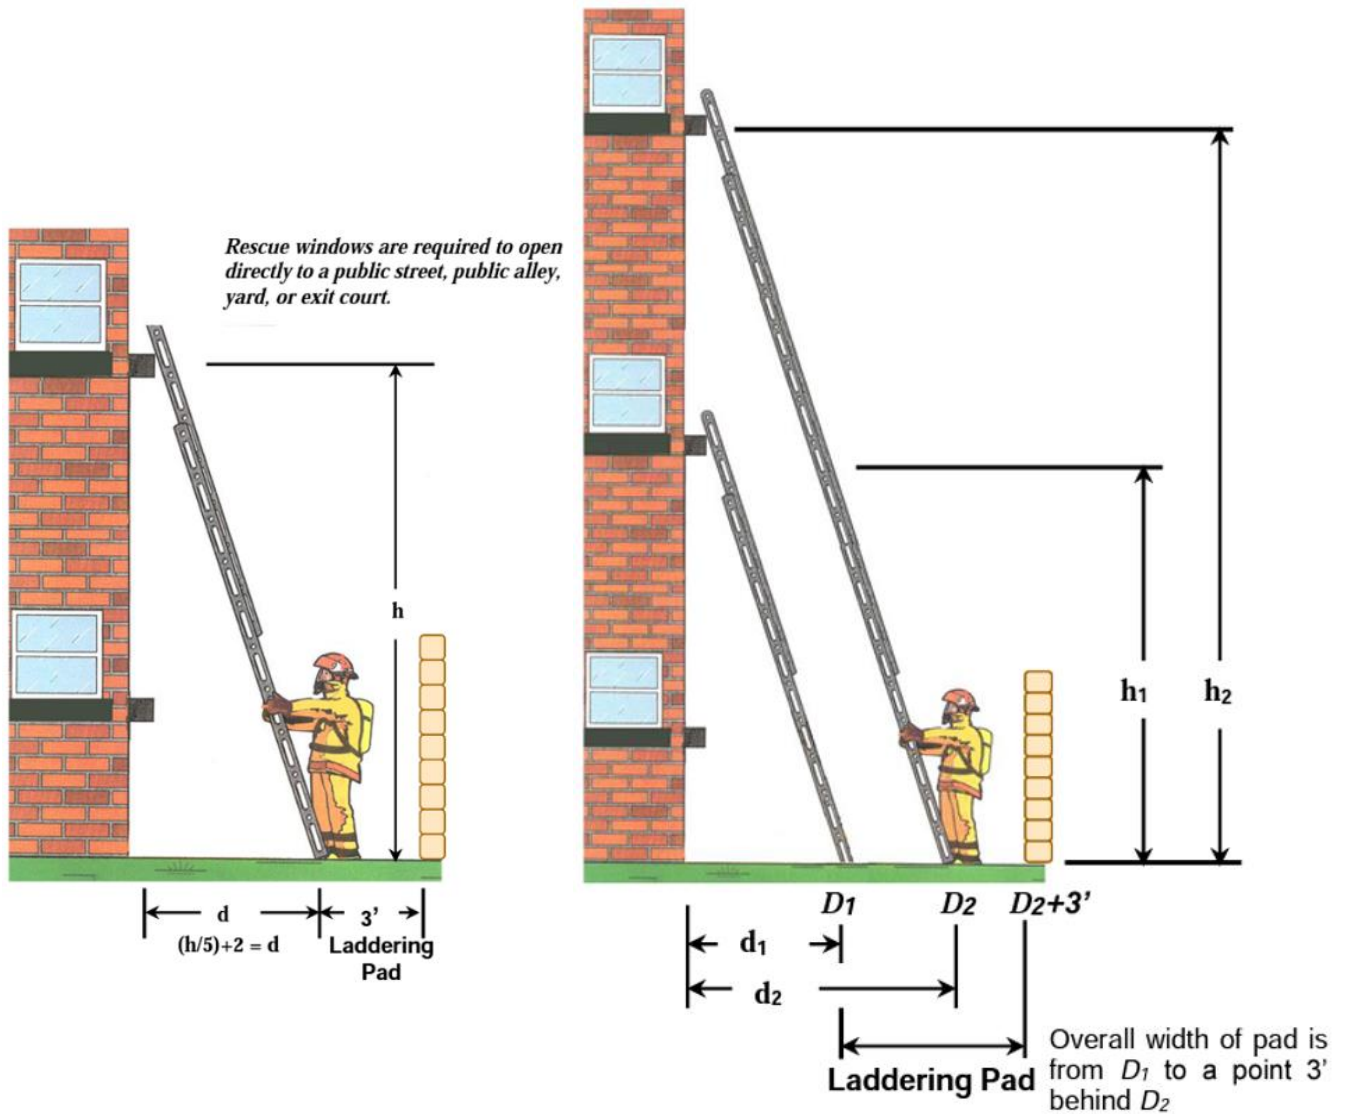 Rescue windows are required to open
directly to a public street, public alley,
yard, or exit court.
h
d
3’
(h/5)+2 = d
Laddering
Pad
h1
h2
D1
D2
D2+3’
d1
d2
Laddering Pad
Overall width of pad is
from D1 to a point 3’
behind D2